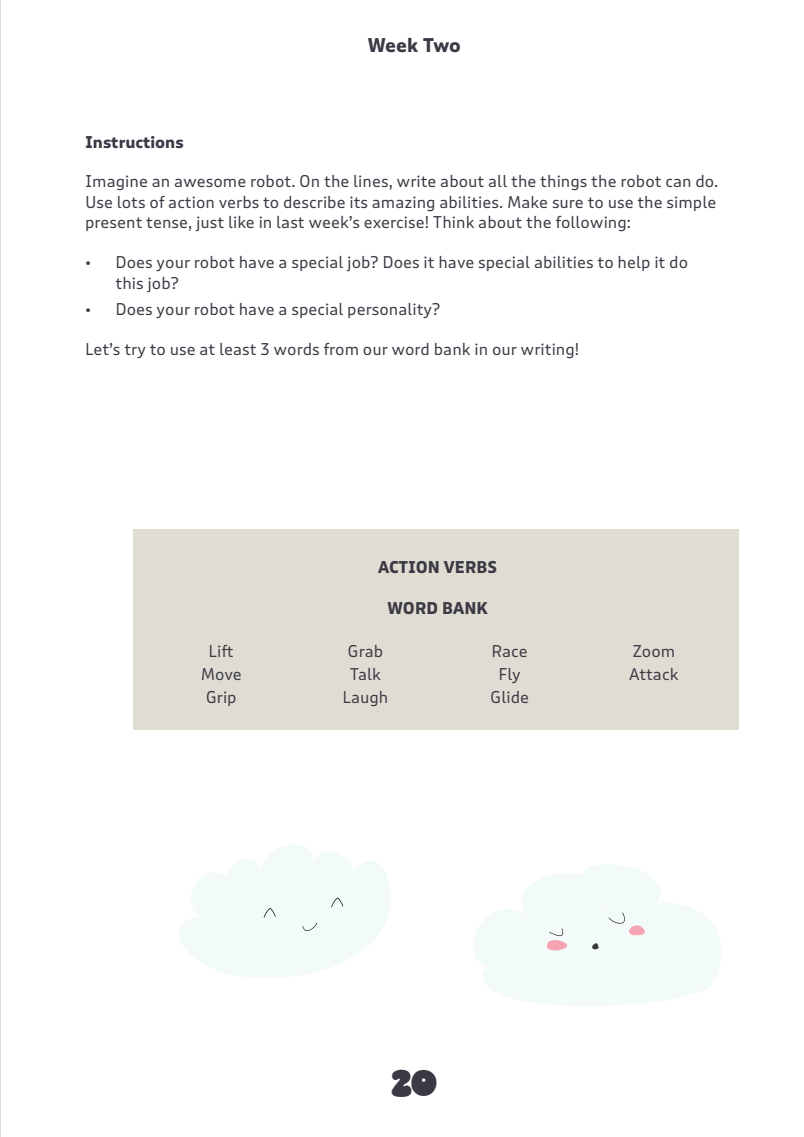 Week Two
Instructions
Imagine an awesome robot. On the lines, write about all the things the robot can do.
Use lots of action verbs to describe its amazing abilities. Make sure to use the simple
present tense, just like in last week’s exercise! Think about the following:
• Does your robot have a special job? Does it have special abilities to help it do
this job?
• Does your robot have a special personality?
Let’s try to use at least 3 words from our word bank in our writing!
ACTION VERBS
WORD BANK
Lift Grab Race Zoom
Move Talk Fly Attack
Grip Laugh Glide
20